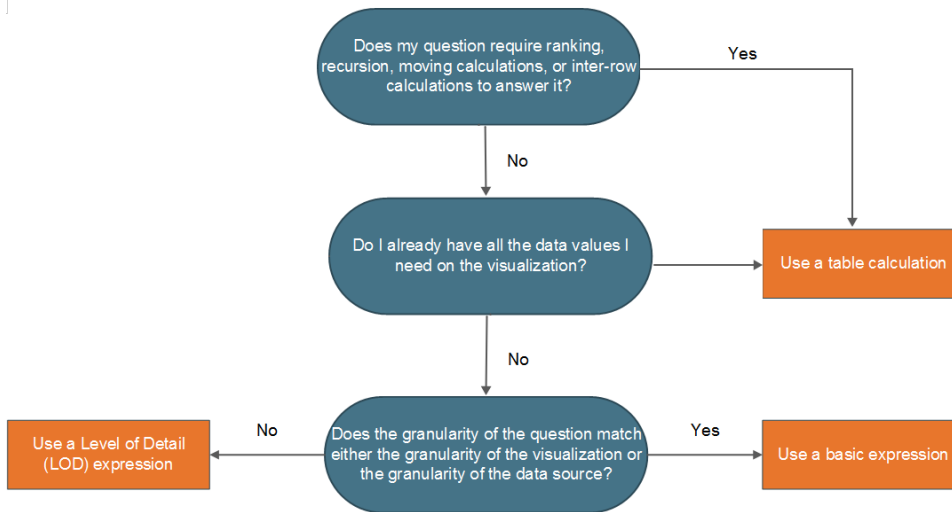 Does my question require ranking,
recursion, moving calculations, or inter-row
calculations to answer it?
Yes
No
Do I already have all the data values I
need on the visualization?
Use a table calculation
No
Does the granularity of the question match
either the granularity of the visualization or
the granularity of the data source?
No
Use a Level of Detail
(LOD) expression
Yes
Use a basic expression